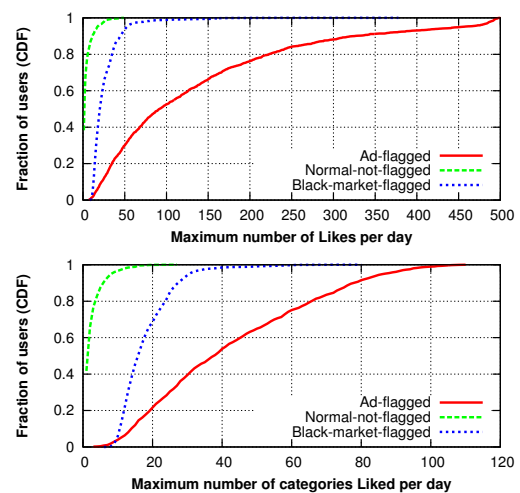 1
0.8
0.6
0.4
0.2
0
Fraction of users (CDF)
Ad-flagged
Normal-not-flagged
Black-market-flagged
0 50 100 150 200 250 300 350 400 450 500
Maximum number of Likes per day
1
0.8
0.6
0.4
0.2
0
Fraction of users (CDF)
Ad-flagged
Normal-not-flagged
Black-market-flagged
0 20 40 60 80 100 120
Maximum number of categories Liked per day